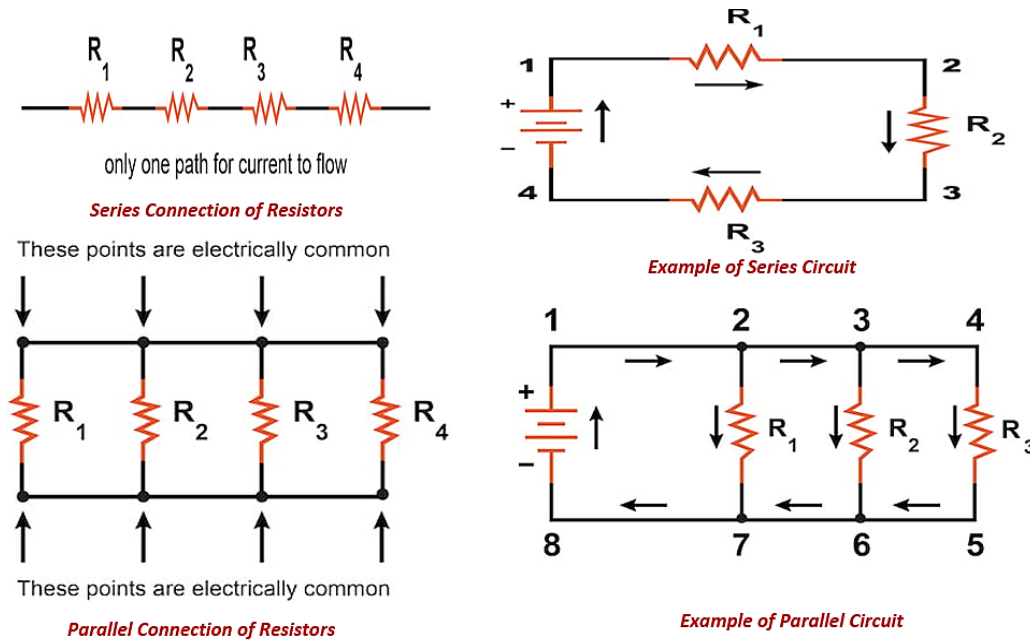 R1 R2 R3 R4
only one path for current to flow
Series Connection of Resistors
R1
1 2
+
R2
−
4 3
R3
Example of Series Circuit
These points are electrically common
R1 R2 R3 R4
These points are electrically common
Parallel Connection of Resistors
1 2 3 4
+
R1 R2 R3
−
8 7 6 5
Example of Parallel Circuit